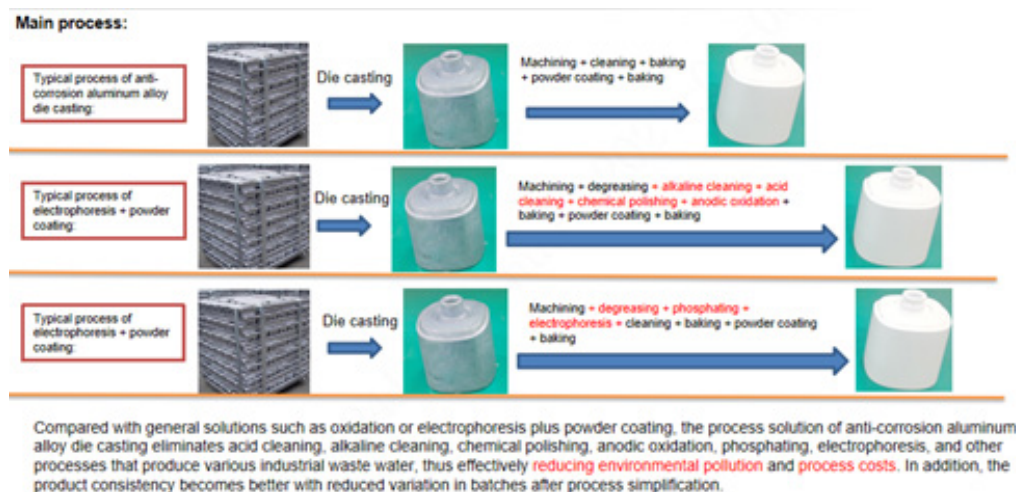 Main process:
Typical process of anti-
corrosion aluminum alloy
die casting:
Die casting
Machining + cleaning + baking
+ powder coating + baking
Typical process of
electrophoresis + powder
coating:
Die casting
Machining + degreasing + alkaline cleaning + acid
cleaning + chemical polishing + anodic oxidation +
baking + powder coating + baking
Typical process of
electrophoresis + powder
coating:
Die casting
Machining + degreasing + phosphating +
electrophoresis + cleaning + baking + powder coating
+ baking
Compared with general solutions such as oxidation or electrophoresis plus powder coating, the process solution of anti-corrosion aluminum
alloy die casting eliminates acid cleaning, alkaline cleaning, chemical polishing, anodic oxidation, phosphating, electrophoresis, and other
processes that produce various industrial waste water, thus effectively reducing environmental pollution and process costs. In addition, the
product consistency becomes better with reduced variation in batches after process simplification.